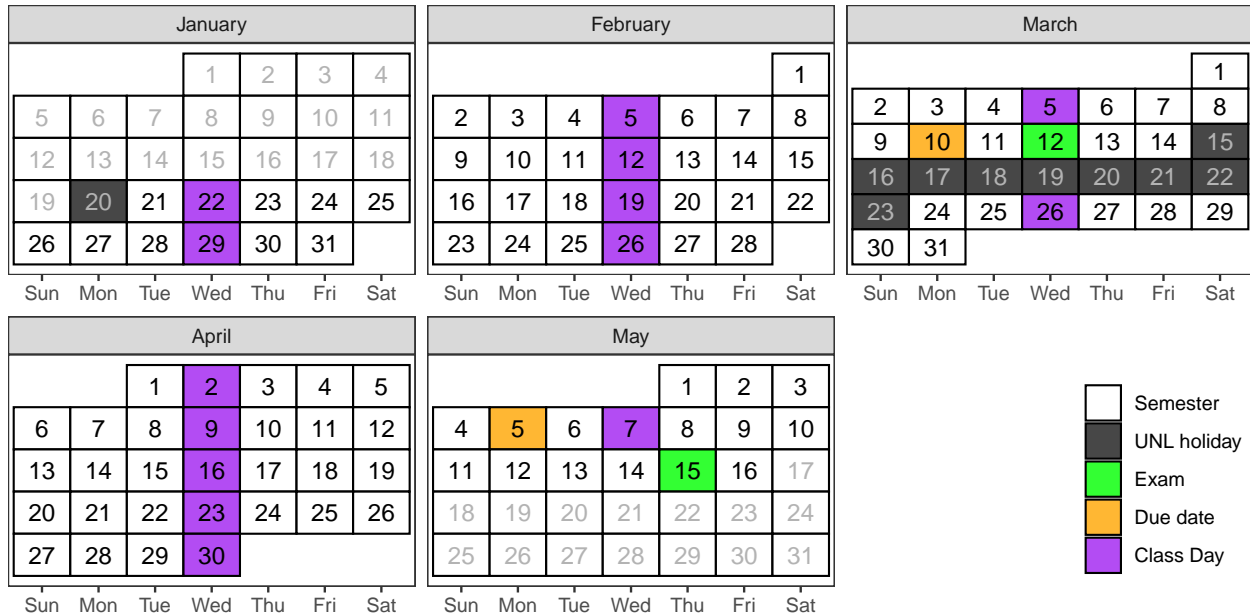 January
1 2 3 4
5 6 7 8 9 10 11
12 13 14 15 16 17 18
19 20 21 22 23 24 25
26 27 28 29 30 31
Sun Mon Tue Wed Thu Fri Sat
February
1
2 3 4 5 6 7 8
9 10 11 12 13 14 15
16 17 18 19 20 21 22
23 24 25 26 27 28
Sun Mon Tue Wed Thu Fri Sat
March
1
2 3 4 5 6 7 8
9 10 11 12 13 14 15
16 17 18 19 20 21 22
23 24 25 26 27 28 29
30 31
Sun Mon Tue Wed Thu Fri Sat
April
1 2 3 4 5
6 7 8 9 10 11 12
13 14 15 16 17 18 19
20 21 22 23 24 25 26
27 28 29 30
Sun Mon Tue Wed Thu Fri Sat
May
1 2 3
4 5 6 7 8 9 10
11 12 13 14 15 16 17
18 19 20 21 22 23 24
25 26 27 28 29 30 31
Sun Mon Tue Wed Thu Fri Sat
Semester
UNL holiday
Exam
Due date
Class Day